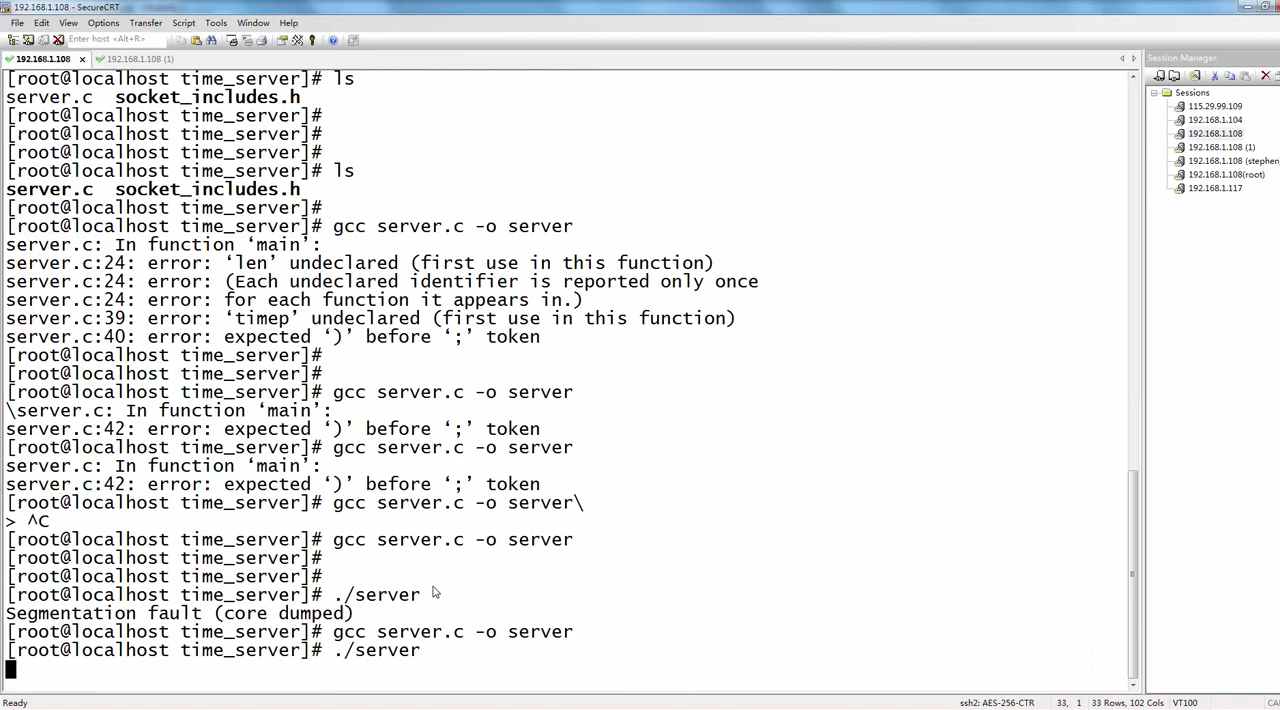 192.168.1.108 - SecureCRT
File Edit View Options Transfer Script Tools Window Help
Enter host <Alt+R>
192.168.1.108 192.168.1.108 (1)
[root@localhost time_server]# ls
server.c  socket_includes.h
[root@localhost time_server]#
[root@localhost time_server]#
[root@localhost time_server]#
[root@localhost time_server]# ls
server.c  socket_includes.h
[root@localhost time_server]#
[root@localhost time_server]# gcc server.c -o server
server.c: In function ‘main’:
server.c:24: error: ‘len’ undeclared (first use in this function)
server.c:24: error: (Each undeclared identifier is reported only once
server.c:24: error: for each function it appears in.)
server.c:39: error: ‘timep’ undeclared (first use in this function)
server.c:40: error: expected ‘)’ before ‘;’ token
[root@localhost time_server]#
[root@localhost time_server]#
[root@localhost time_server]# gcc server.c -o server
\server.c: In function ‘main’:
server.c:42: error: expected ‘)’ before ‘;’ token
[root@localhost time_server]# gcc server.c -o server
server.c: In function ‘main’:
server.c:42: error: expected ‘)’ before ‘;’ token
[root@localhost time_server]# gcc server.c -o server\
> ^C
[root@localhost time_server]# gcc server.c -o server
[root@localhost time_server]#
[root@localhost time_server]#
[root@localhost time_server]# ./server
Segmentation fault (core dumped)
[root@localhost time_server]# gcc server.c -o server
[root@localhost time_server]# ./server
Session Manager
Sessions
115.29.99.109
192.168.1.104
192.168.1.108
192.168.1.108 (1)
192.168.1.108 (stephen
192.168.1.108(root)
192.168.1.117
Ready ssh2: AES-256-CTR 33, 1 33 Rows, 102 Cols VT100 CA